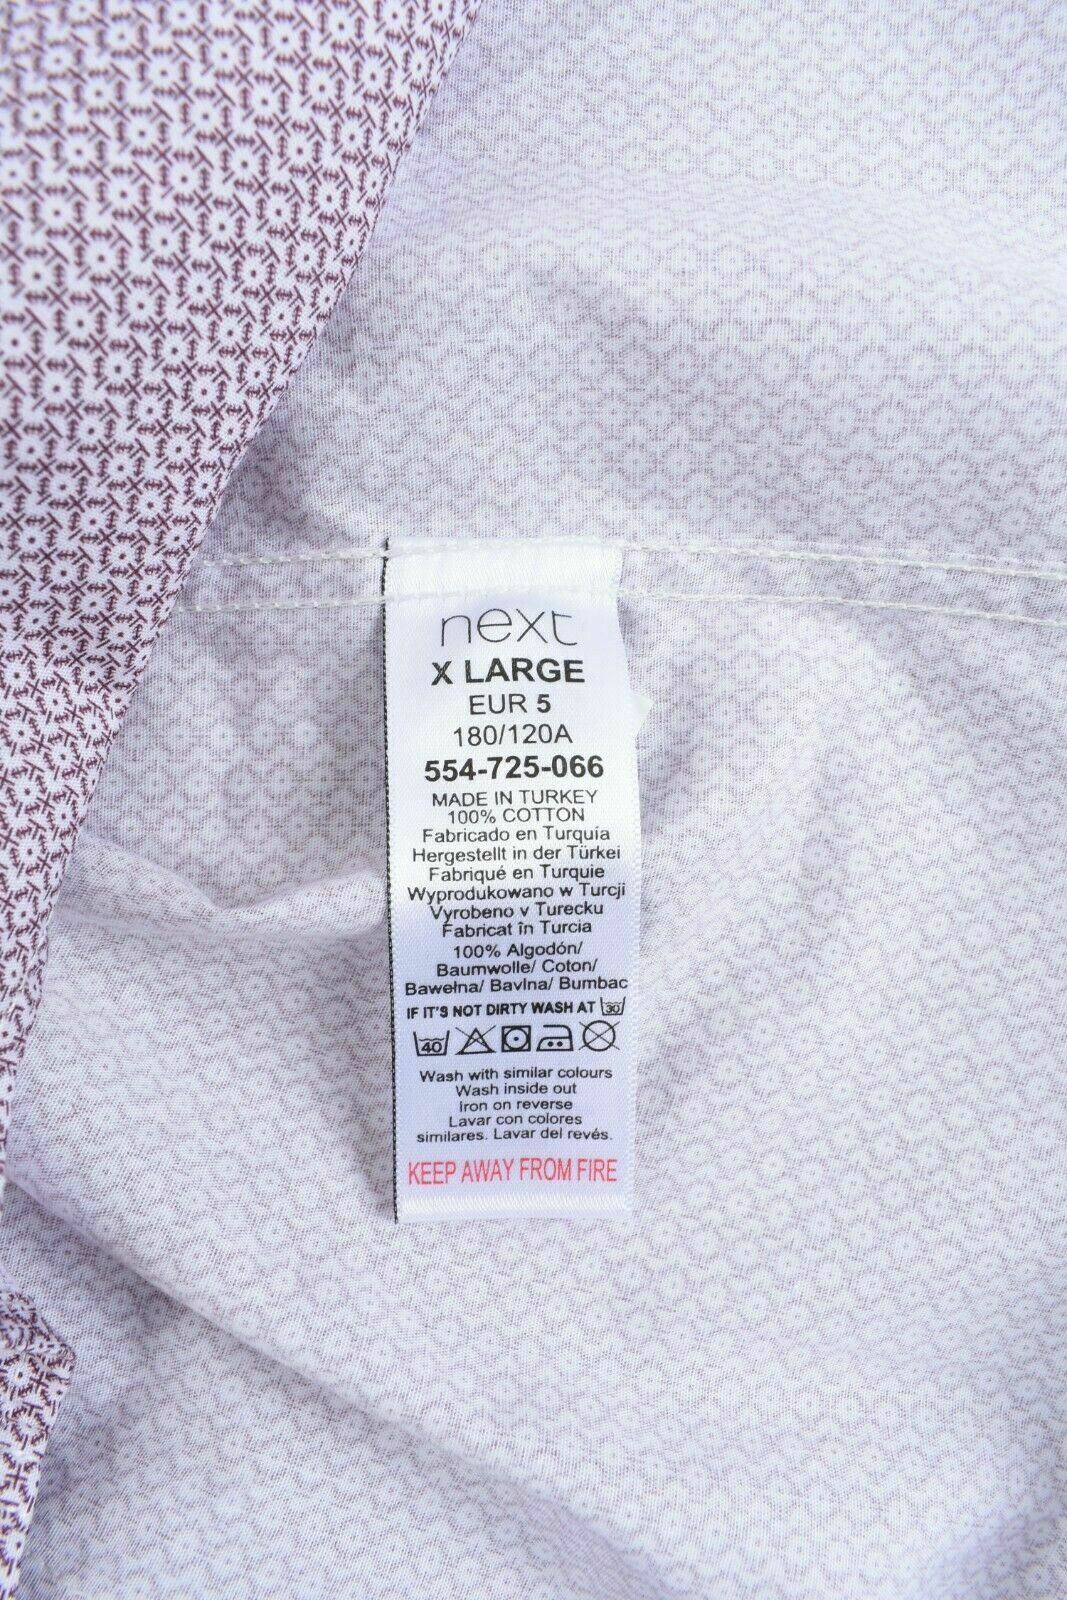 next
X LARGE
EUR 5
180/120A
554-725-066
MADE IN TURKEY
100% COTTON
Fabricado en Turquía
Hergestellt in der Türkei
Fabriqué en Turquie
Wyprodukowano w Turcji
Vyrobeno v Turecku
Fabricat în Turcia
100% Algodón/
Baumwolle/ Coton/
Bawełna/ Bavlna/ Bumbac
IF IT'S NOT DIRTY WASH AT 30
40
Wash with similar colours
Wash inside out
Iron on reverse
Lavar con colores
similares. Lavar del revés.
KEEP AWAY FROM FIRE